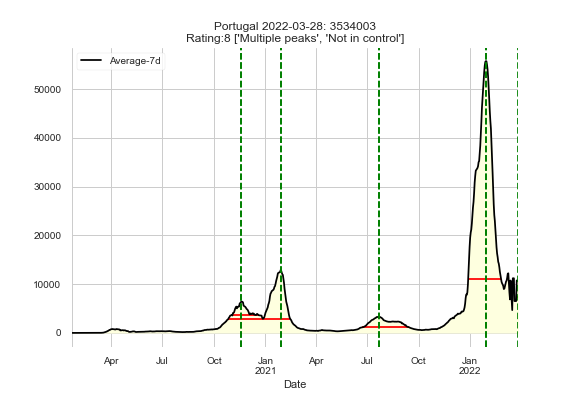 Portugal 2022-03-28: 3534003
Rating:8 ['Multiple peaks', 'Not in control']
Average-7d
50000
40000
30000
20000
10000
0
Apr Jul Oct Jan Apr Jul Oct Jan
2021 2022
Date